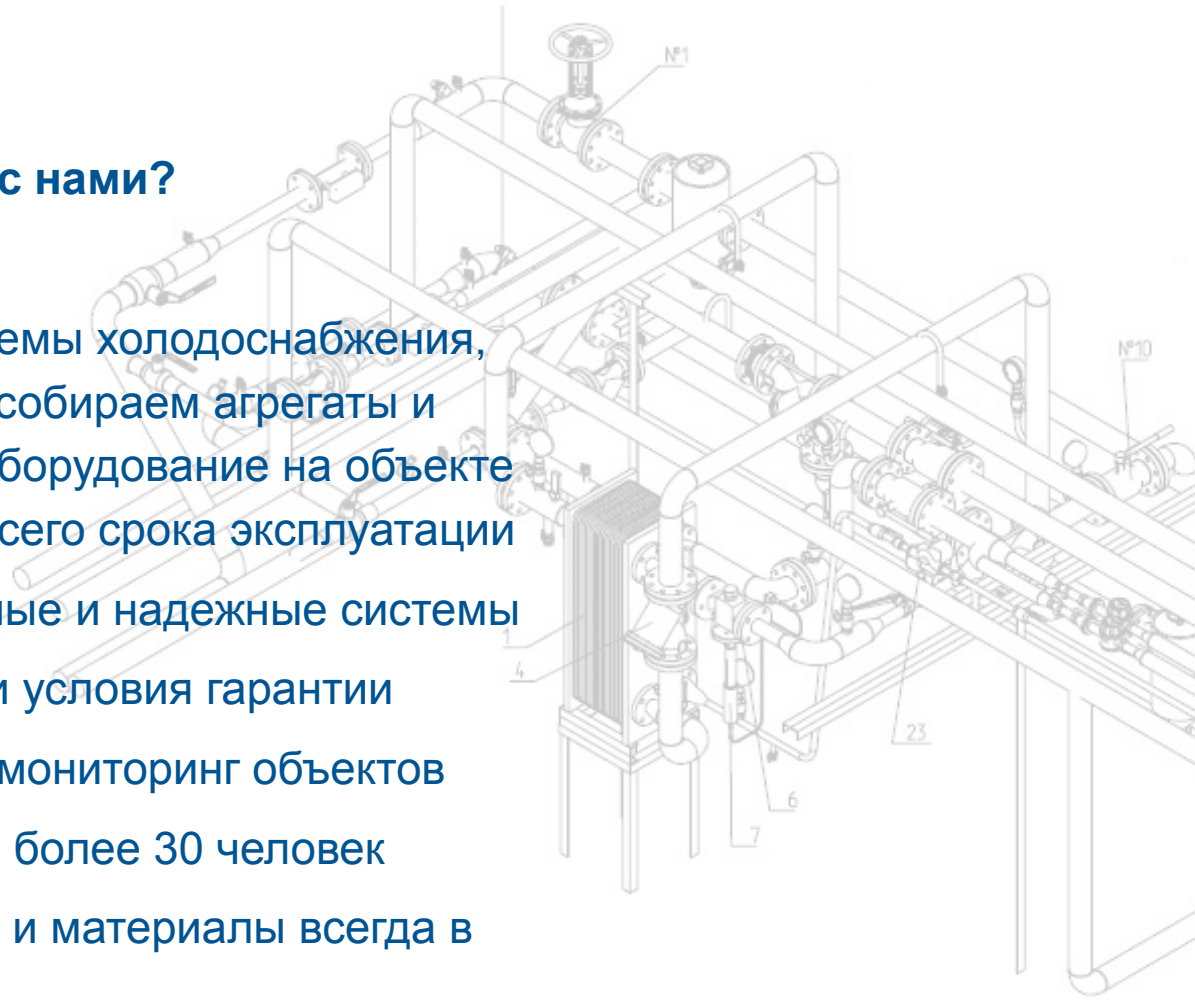 №1
с нами?
емы холодоснабжения,
№10
собираем агрегаты и
борудование на объекте
сего срока эксплуатации
ные и надежные системы
1
4
и условия гарантии
23
мониторинг объектов
6
7
более 30 человек
и материалы всегда в